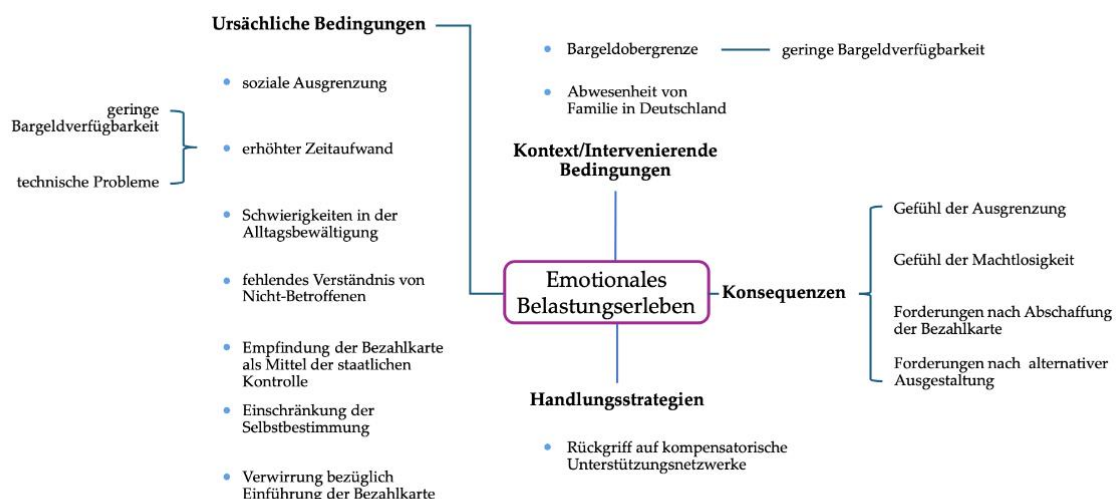 Ursächliche Bedingungen
soziale Ausgrenzung
geringe
Bargeldverfügbarkeit
erhöhter Zeitaufwand
technische Probleme
Schwierigkeiten in der
Alltagsbewältigung
fehlendes Verständnis von
Nicht-Betroffenen
Empfindung der Bezahlkarte
als Mittel der staatlichen
Kontrolle
Einschränkung der
Selbstbestimmung
Verwirrung bezüglich
Einführung der Bezahlkarte
Bargeldobergrenze
geringe Bargeldverfügbarkeit
Abwesenheit von
Familie in Deutschland
Kontext/Intervenierende
Bedingungen
Emotionales
Belastungserleben
Handlungsstrategien
Rückgriff auf kompensatorische
Unterstützungsnetzwerke
Konsequenzen
Gefühl der Ausgrenzung
Gefühl der Machtlosigkeit
Forderungen nach Abschaffung
der Bezahlkarte
Forderungen nach alternativer
Ausgestaltung